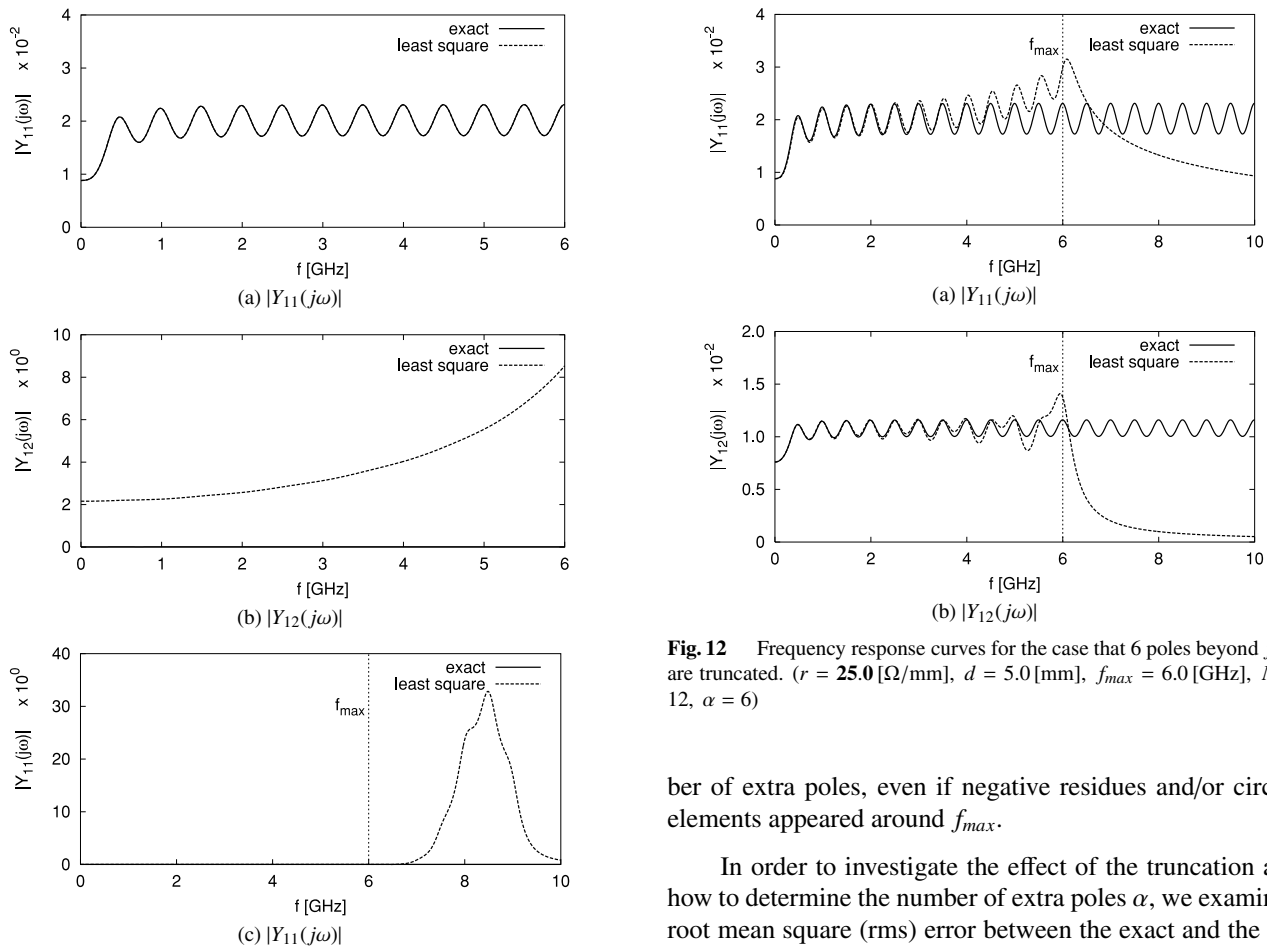 4
3
2
1
0
0 1 2 3 4 5 6
|Y11(jω)| x 10-2
exact
least square
f [GHz]
(a) |Y11(jω)|
10
8
6
4
2
0
0 1 2 3 4 5 6
|Y12(jω)| x 100
exact
least square
f [GHz]
(b) |Y12(jω)|
40
30
20
10
0
0 2 4 6 8 10
|Y11(jω)| x 100
exact
least square
fmax
f [GHz]
(c) |Y11(jω)|
4
3
2
1
0
0 2 4 6 8 10
|Y11(jω)| x 10-2
exact
least square
fmax
f [GHz]
(a) |Y11(jω)|
2.0
1.5
1.0
0.5
0
0 2 4 6 8 10
|Y12(jω)| x 10-2
exact
least square
fmax
f [GHz]
(b) |Y12(jω)|
Fig. 12 Frequency response curves for the case that 6 poles beyond
are truncated. (r = 25.0 [Ω/mm], d = 5.0 [mm], fmax = 6.0 [GHz],
12, α = 6)
ber of extra poles, even if negative residues and/or circ
elements appeared around fmax.
In order to investigate the effect of the truncation a
how to determine the number of extra poles α, we examin
root mean square (rms) error between the exact and the